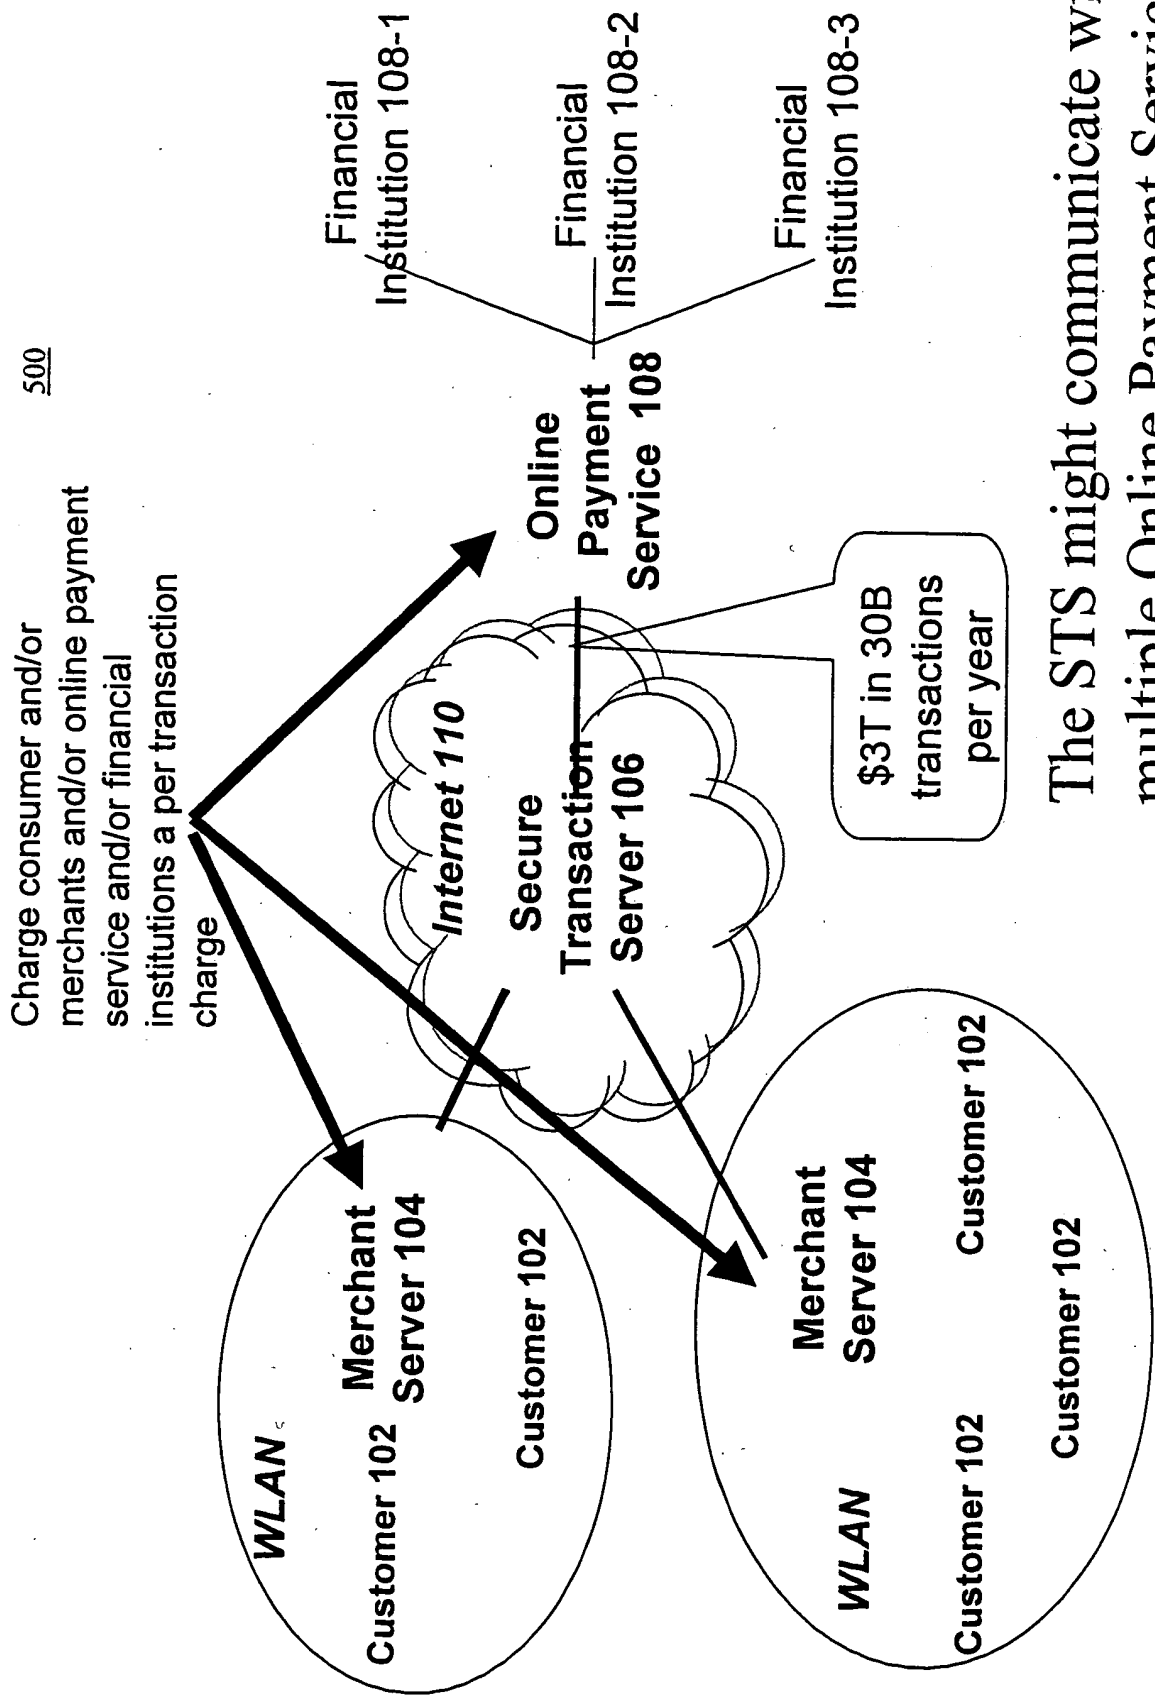 500
Charge consumer and/or
merchants and/or online payment
service and/or financial
institutions a per transaction
charge
WLAN
Merchant
Server 104
Customer 102
Customer 102
Internet 110
Secure
Transaction
Server 106
Online
Payment
Service 108
Financial
Institution 108-1
Financial
Institution 108-2
Financial
Institution 108-3
$3T in 30B
transactions
per year
WLAN
Merchant
Server 104
Customer 102
Customer 102
Customer 102
The STS might communicate
multiple Online Payment